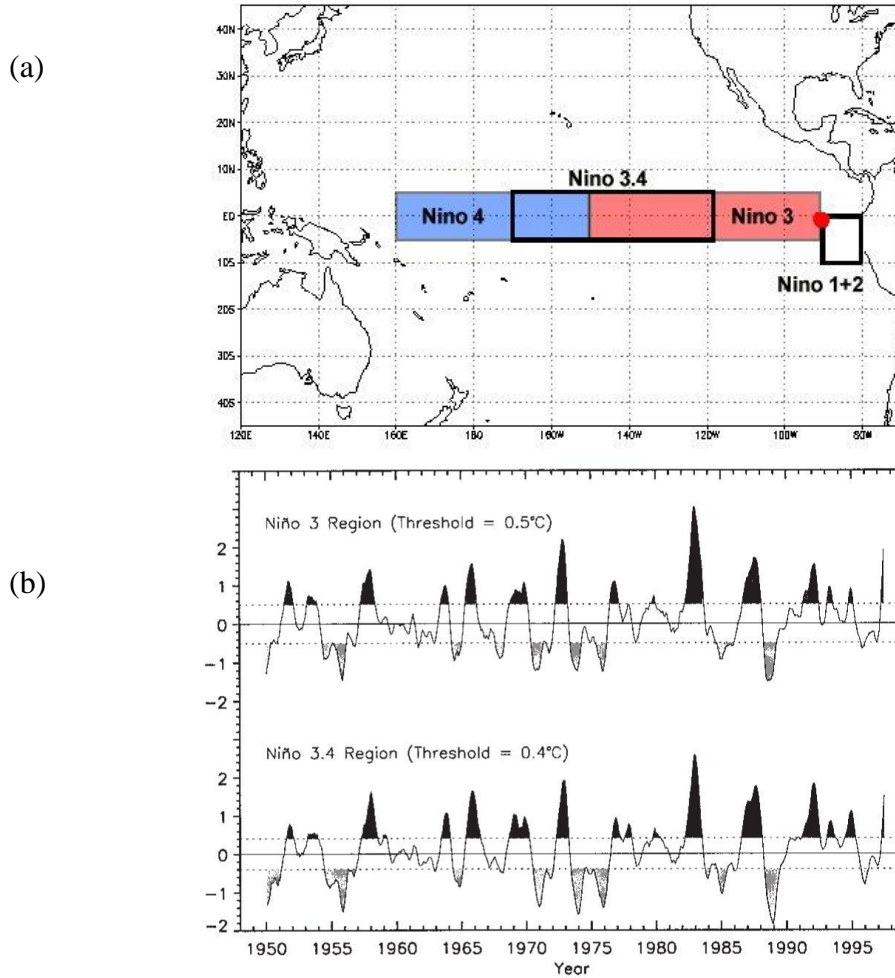 (a)
40N
30N
20N
10N
EQ
10S
20S
30S
40S
Nino 3.4
Nino 4
Nino 3
Nino 1+2
120E 140E 160E 180 160W 140W 120W 100W 80W
(b)
Niño 3 Region (Threshold = 0.5°C)
2
1
0
-1
-2
Niño 3.4 Region (Threshold = 0.4°C)
2
1
0
-1
-2
1950 1955 1960 1965 1970 1975 1980 1985 1990 1995
Year